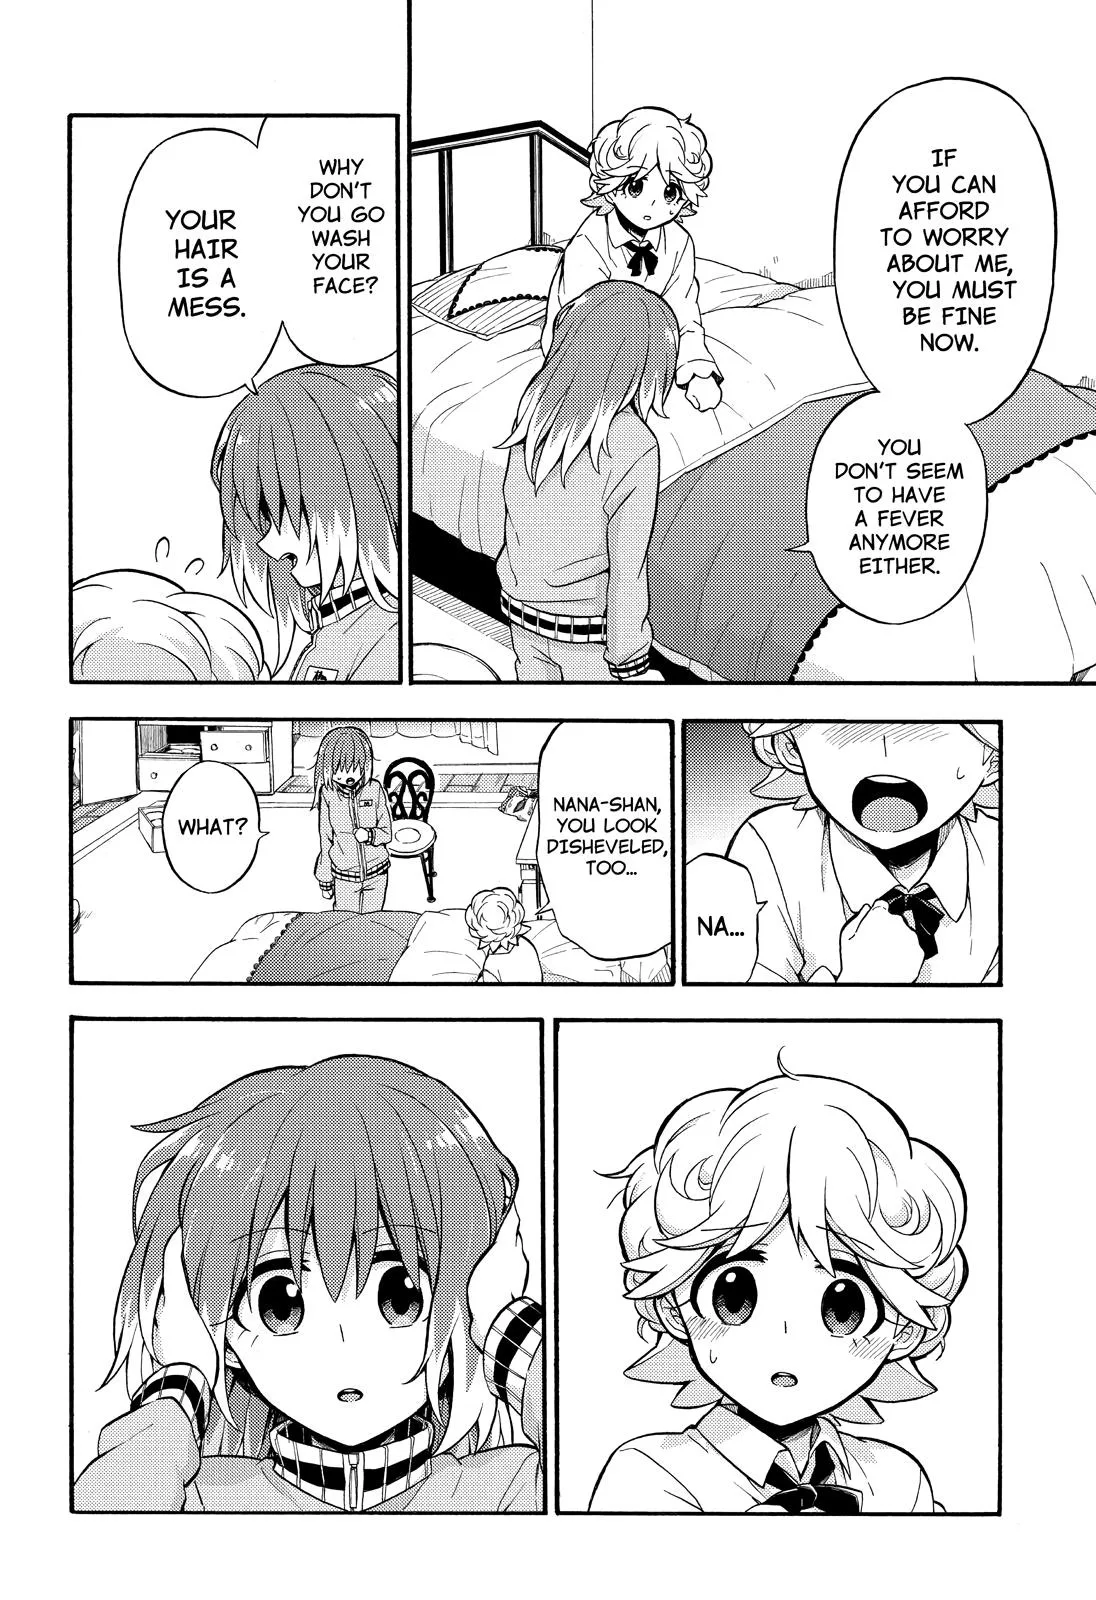 IF
YOU CAN
AFFORD
TO WORRY
ABOUT ME,
YOU MUST
BE FINE
NOW.
YOU
DON'T SEEM
TO HAVE
A FEVER
ANYMORE
EITHER.
WHY
DON'T
YOU GO
WASH
YOUR
FACE?
YOUR
HAIR
IS A
MESS.
NA...
NANA-SHAN,
YOU LOOK
DISHEVELED,
TOO...
WHAT?